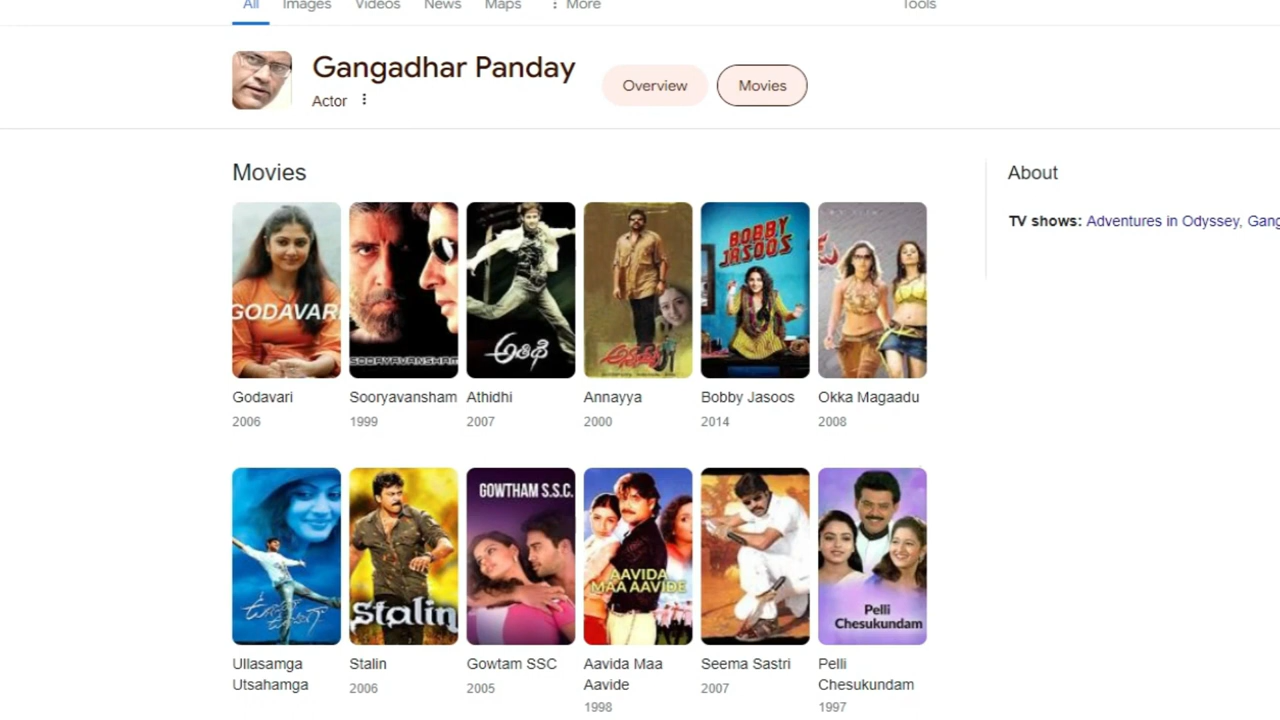 All Images Videos News Maps More Tools
Gangadhar Panday
Actor
Overview Movies
Movies
About
TV shows: Adventures in Odyssey, Gang
GODAVARI
SOORYAVANSHAM
అతిథి
BOBBY
JASOOS
Godavari Sooryavansham Athidhi Annayya Bobby Jasoos Okka Magaadu
2006 1999 2007 2000 2014 2008
GOWTHAM S.S.C.
AAVIDA
MAA AAVIDE
ఉల్లాసంగా
ఉత్సాహంగా
Stalin
Pelli
Chesukundam
Ullasamga Stalin Gowtam SSC Aavida Maa Seema Sastri Pelli
Utsahamga 2006 2005 Aavide 2007 Chesukundam
1998 1997